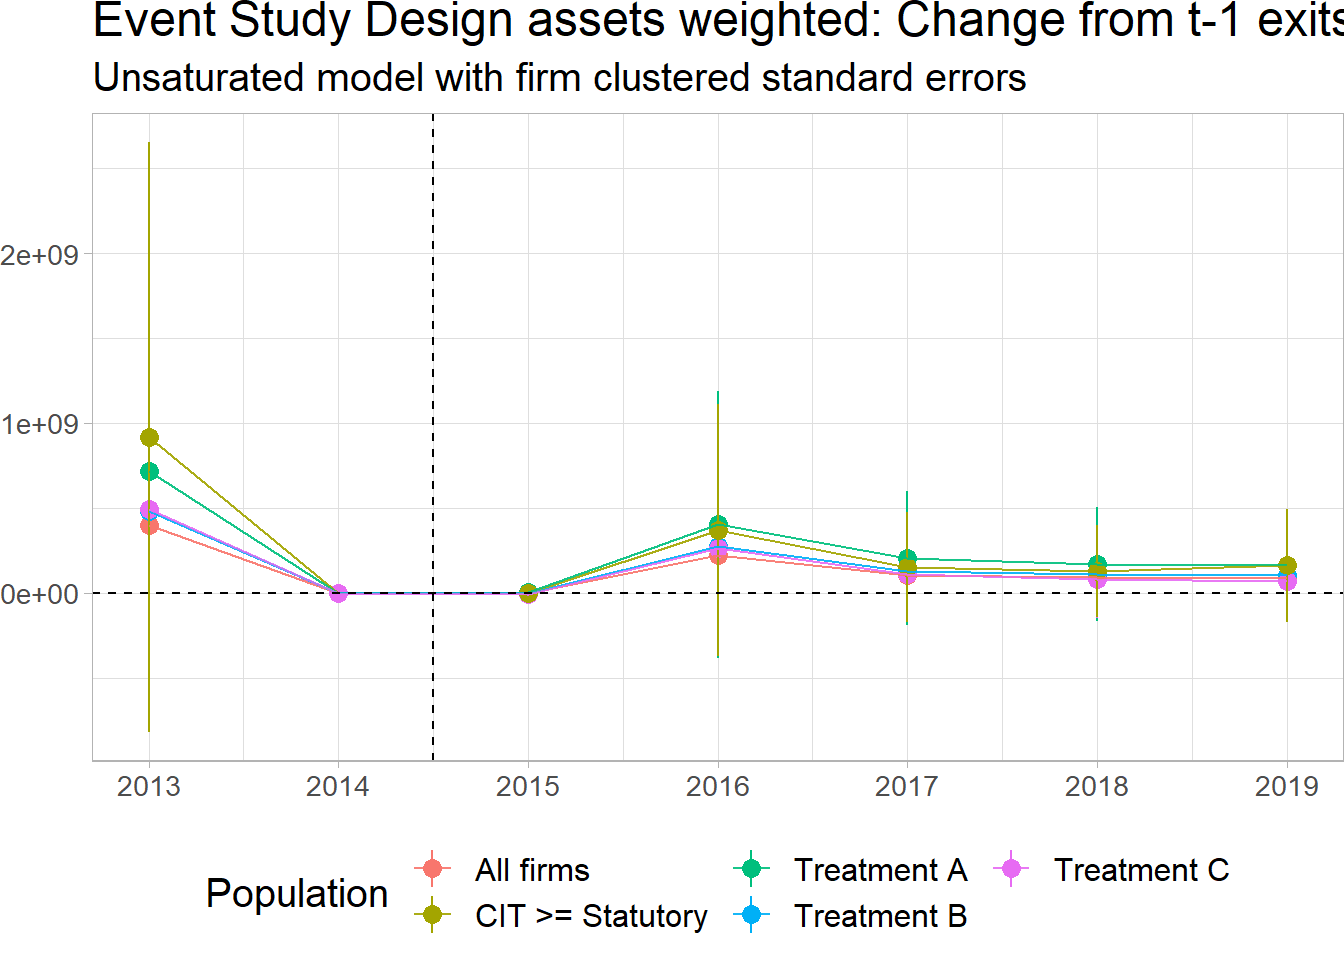 Event Study Design assets weighted: Change from t-1 exits
Unsaturated model with firm clustered standard errors
2e+09
1e+09
0e+00
2013 2014 2015 2016 2017 2018 2019
Population
All firms
CIT >= Statutory
Treatment A
Treatment B
Treatment C